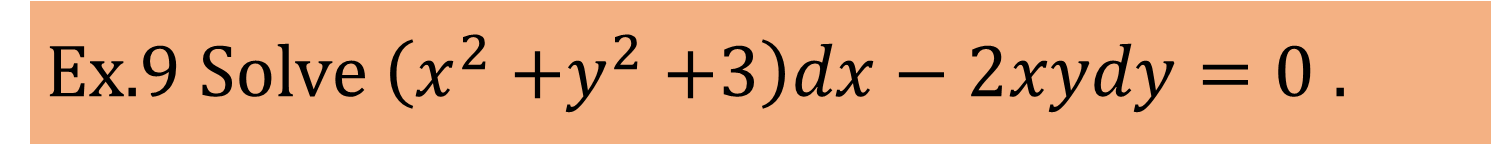 Ex.9 Solve (x² +y² +3)dx − 2xydy = 0 .